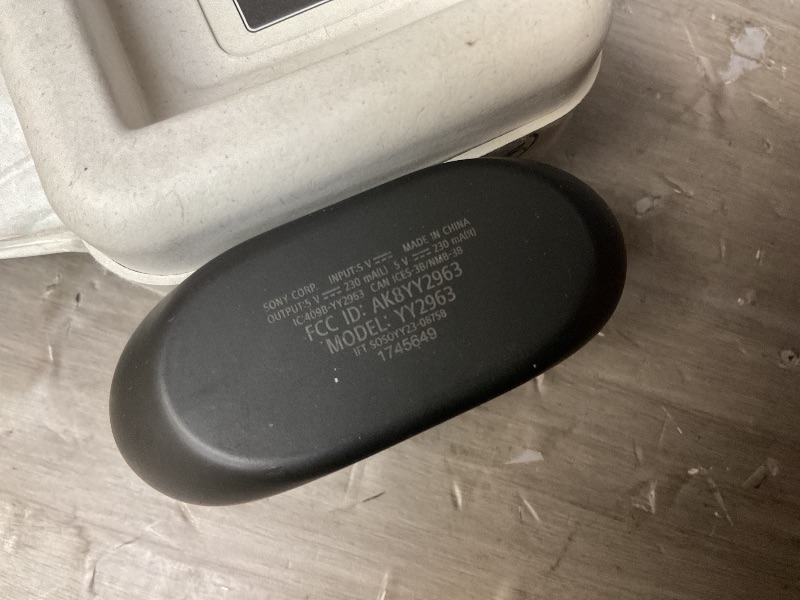 SONY CORP. INPUT:5 V ⎓ MADE IN CHINA
OUTPUT:5 V ⎓ 230 mA(L) 5 V ⎓ 230 mA(R)
IC:409B-YY2963 CAN ICES-3B/NMB-3B
FCC ID: AK8YY2963
MODEL: YY2963
IFT SOSOYY23-08758
1745649